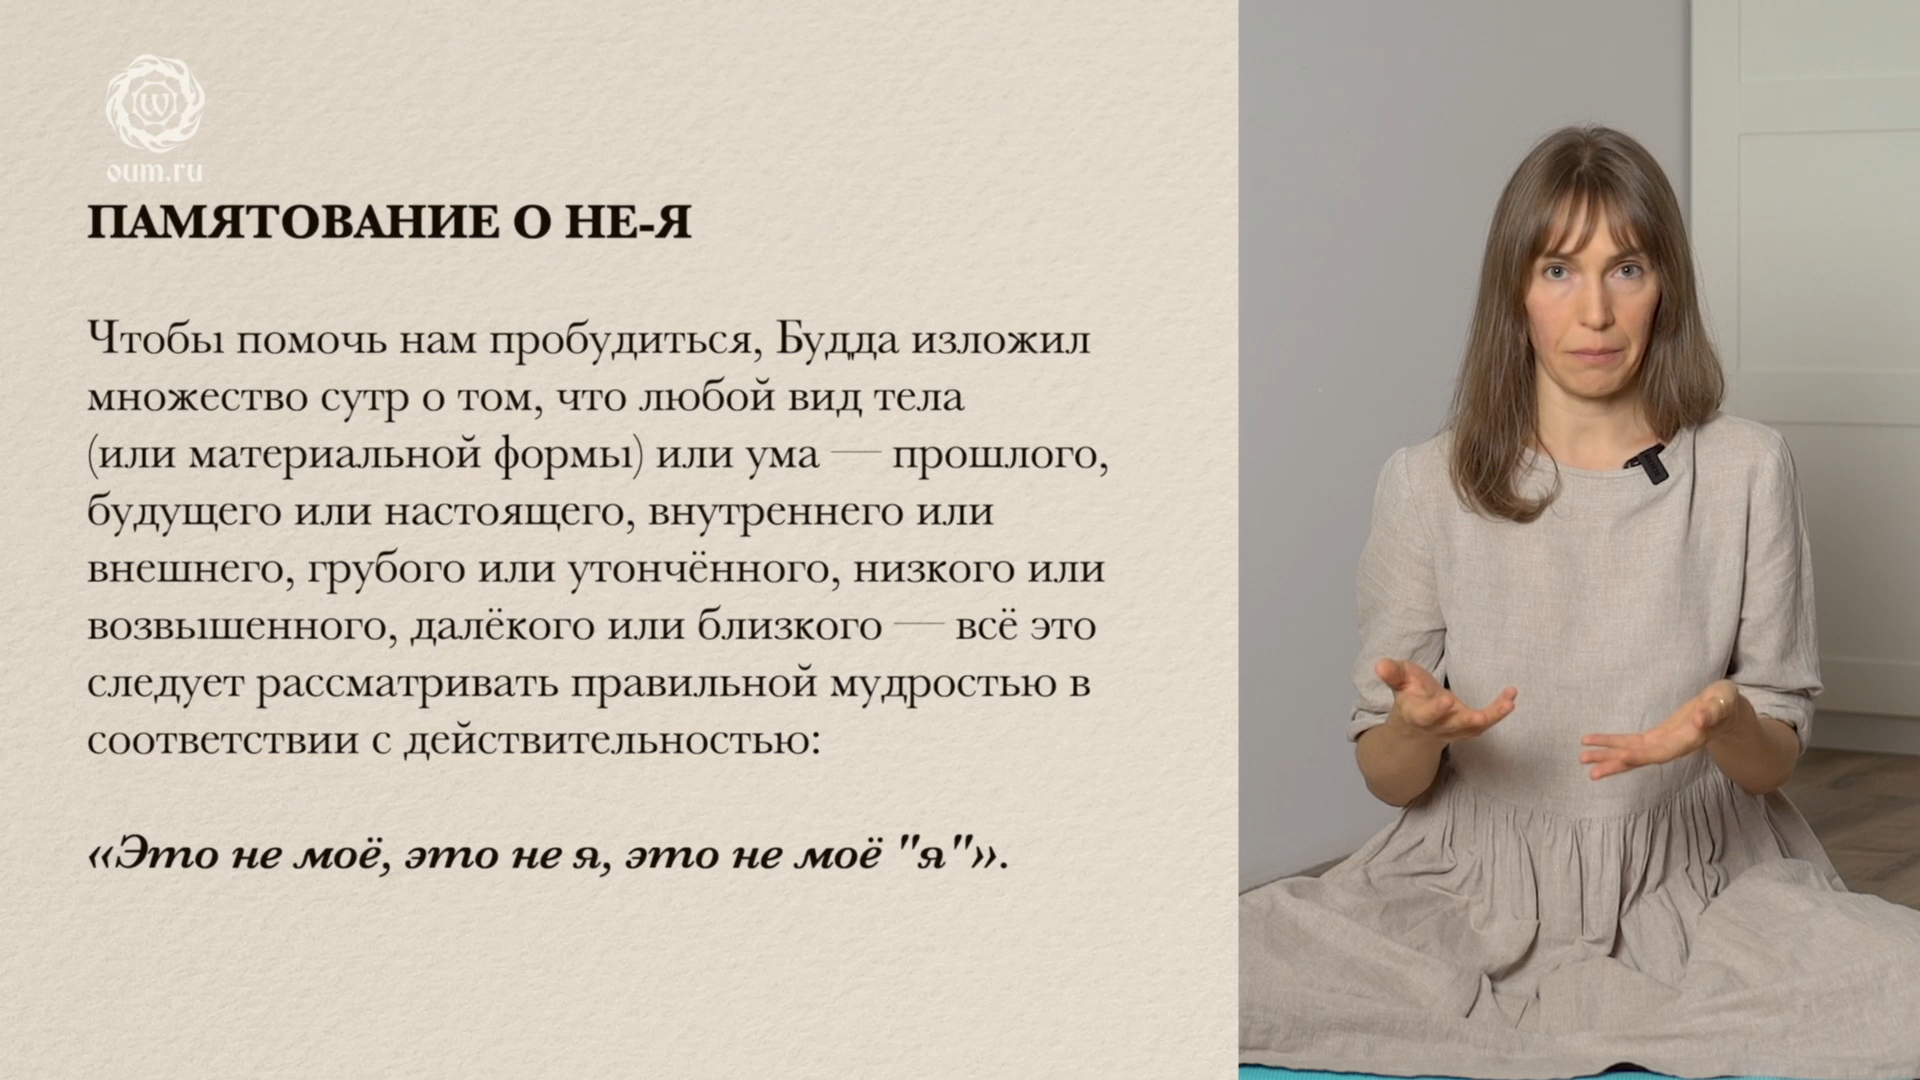 oum.ru
ПАМЯТОВАНИЕ О НЕ-Я
Чтобы помочь нам пробудиться, Будда изложил
множество сутр о том, что любой вид тела
(или материальной формы) или ума — прошлого,
будущего или настоящего, внутреннего или
внешнего, грубого или утончённого, низкого или
возвышенного, далёкого или близкого — всё это
следует рассматривать правильной мудростью в
соответствии с действительностью:
«Это не моё, это не я, это не моё "я"».